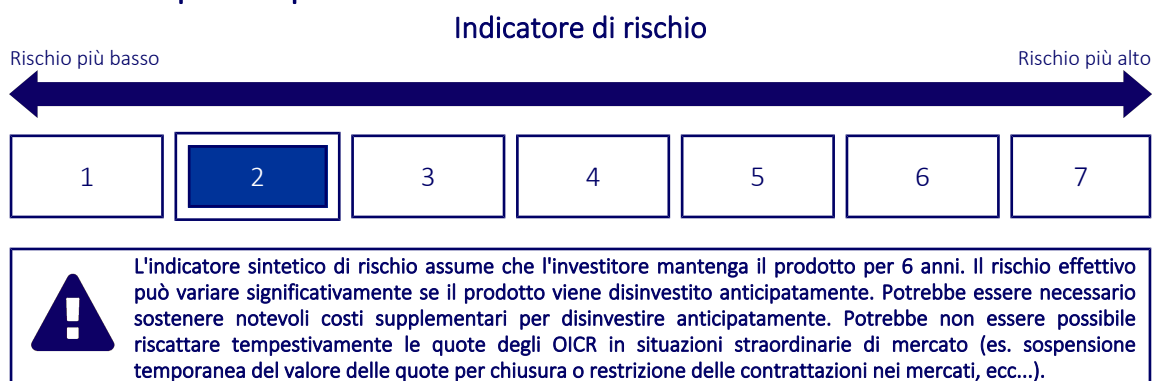 Indicatore di rischio
Rischio più basso
Rischio più alto
1
2
3
4
5
6
7
L'indicatore sintetico di rischio assume che l'investitore mantenga il prodotto per 6 anni. Il rischio effettivo
può variare significativamente se il prodotto viene disinvestito anticipatamente. Potrebbe essere necessario
sostenere notevoli costi supplementari per disinvestire anticipatamente. Potrebbe non essere possibile
riscattare tempestivamente le quote degli OICR in situazioni straordinarie di mercato (es. sospensione
temporanea del valore delle quote per chiusura o restrizione delle contrattazioni nei mercati, ecc...).